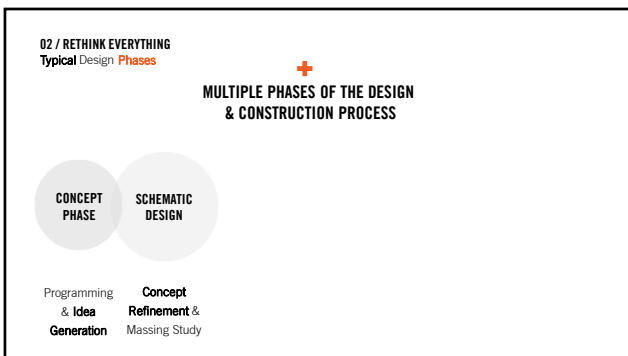 02 / RETHINK EVERYTHING
Typical Design Phases
MULTIPLE PHASES OF THE DESIGN
& CONSTRUCTION PROCESS
CONCEPT
PHASE
SCHEMATIC
DESIGN
Programming
& Idea
Generation
Concept
Refinement &
Massing Study